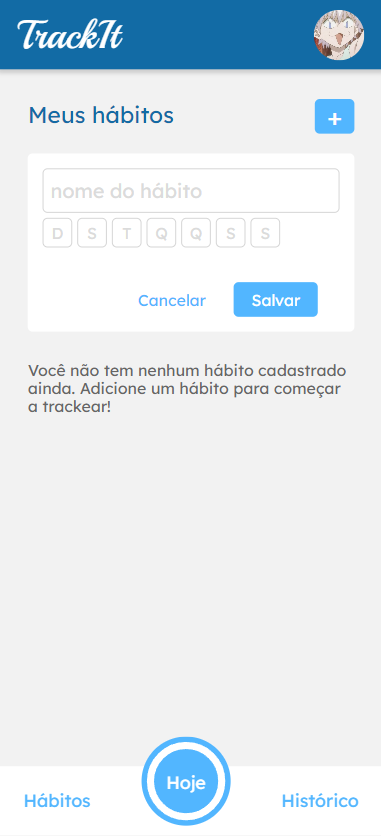 TrackIt
Meus hábitos
+
nome do hábito
D S T Q Q S S
Cancelar
Salvar
Você não tem nenhum hábito cadastrado
ainda. Adicione um hábito para começar
a trackear!
Hábitos
Hoje
Histórico